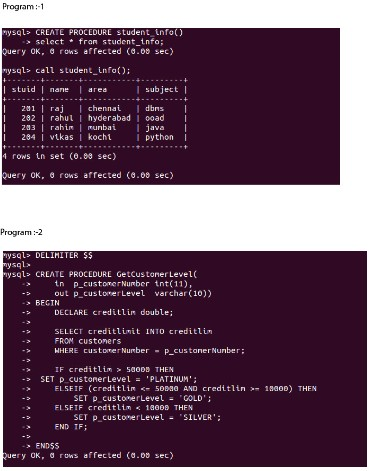 Program :-1
mysql> CREATE PROCEDURE student_info()
-> select * from student_info;
Query OK, 0 rows affected (0.00 sec)
mysql> call student_info();
+-------+-------+-----------+---------+
| stuid | name | area | subject |
+-------+-------+-----------+---------+
| 201 | raj | chennai | dbms |
| 202 | rahul | hyderabad | ooad |
| 203 | rahim | mumbai | java |
| 204 | vikas | kochi | python |
+-------+-------+-----------+---------+
4 rows in set (0.00 sec)
Query OK, 0 rows affected (0.00 sec)
Program :-2
mysql> DELIMITER $$
mysql>
mysql> CREATE PROCEDURE GetCustomerLevel(
-> in p_customerNumber int(11),
-> out p_customerLevel varchar(10))
-> BEGIN
-> DECLARE creditlim double;
->
-> SELECT creditlimit INTO creditlim
-> FROM customers
-> WHERE customerNumber = p_customerNumber;
->
-> IF creditlim > 50000 THEN
-> SET p_customerLevel = 'PLATINUM';
-> ELSEIF (creditlim <= 50000 AND creditlim >= 10000) THEN
-> SET p_customerLevel = 'GOLD';
-> ELSEIF creditlim < 10000 THEN
-> SET p_customerLevel = 'SILVER';
-> END IF;
->
-> END$$
Query OK, 0 rows affected (0.00 sec)